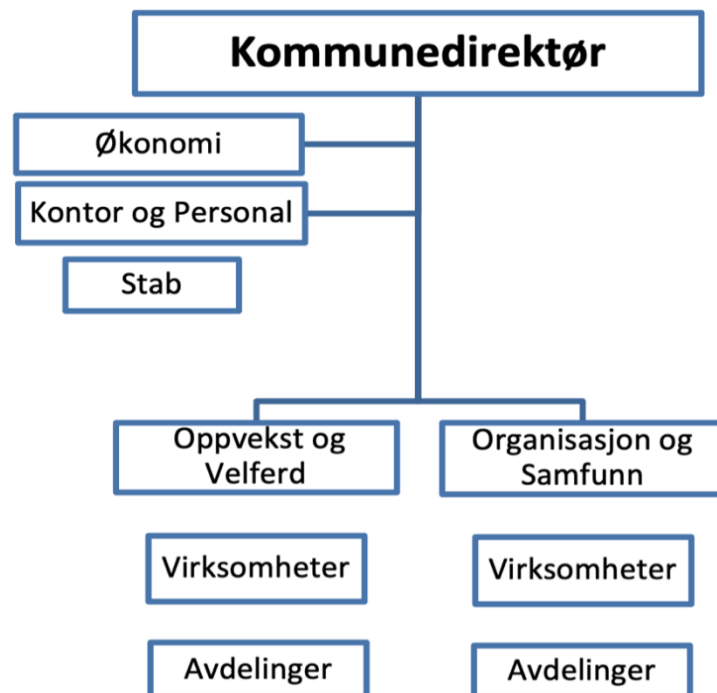 Kommunedirektør
Økonomi
Kontor og Personal
Stab
Oppvekst og
Velferd
Organisasjon og
Samfunn
Virksomheter
Virksomheter
Avdelinger
Avdelinger